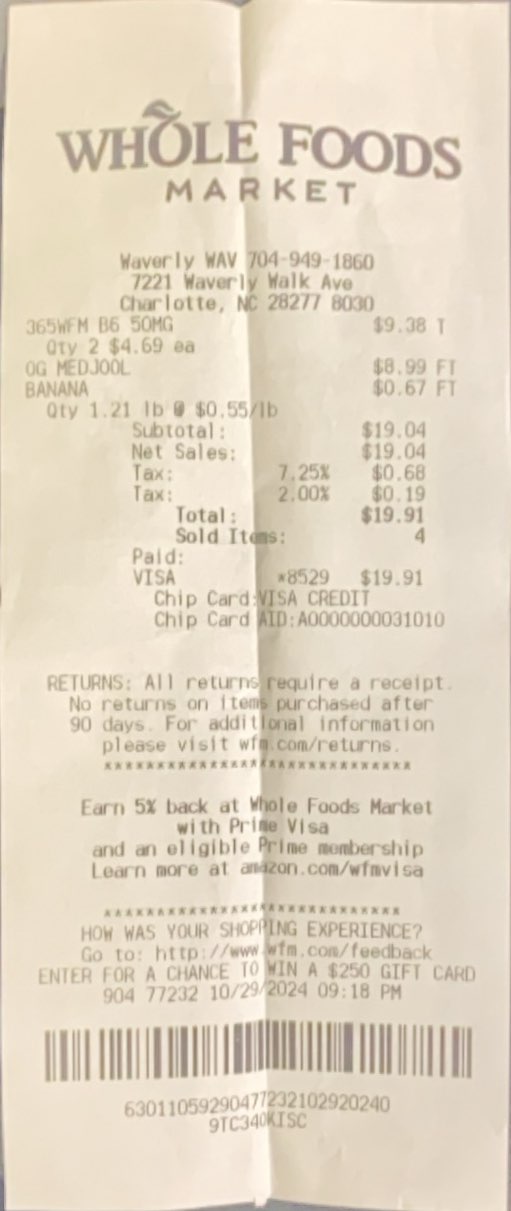 WHOLE FOODS
MARKET
Waverly WAV 704-949-1860
7221 Waverly Walk Ave
Charlotte, NC 28277 8030
365WFM B6 50MG $9.38 T
Qty 2 $4.69 ea
OG MEDJOOL $8.99 FT
BANANA $0.67 FT
Qty 1.21 lb @ $0.55/lb
Subtotal: $19.04
Net Sales: $19.04
Tax: 7.25% $0.68
Tax: 2.00% $0.19
Total: $19.91
Sold Items: 4
Paid:
VISA *8529 $19.91
Chip Card:VISA CREDIT
Chip Card AID:A0000000031010
RETURNS: All returns require a receipt.
No returns on items purchased after
90 days. For additional information
please visit wfm.com/returns.
*****************************
Earn 5% back at Whole Foods Market
with Prime Visa
and an eligible Prime membership
Learn more at amazon.com/wfmvisa
*****************************
HOW WAS YOUR SHOPPING EXPERIENCE?
Go to: http://www.wfm.com/feedback
ENTER FOR A CHANCE TO WIN A $250 GIFT CARD
904 77232 10/29/2024 09:18 PM
6301105929047723210292024​0
9TC340KISC